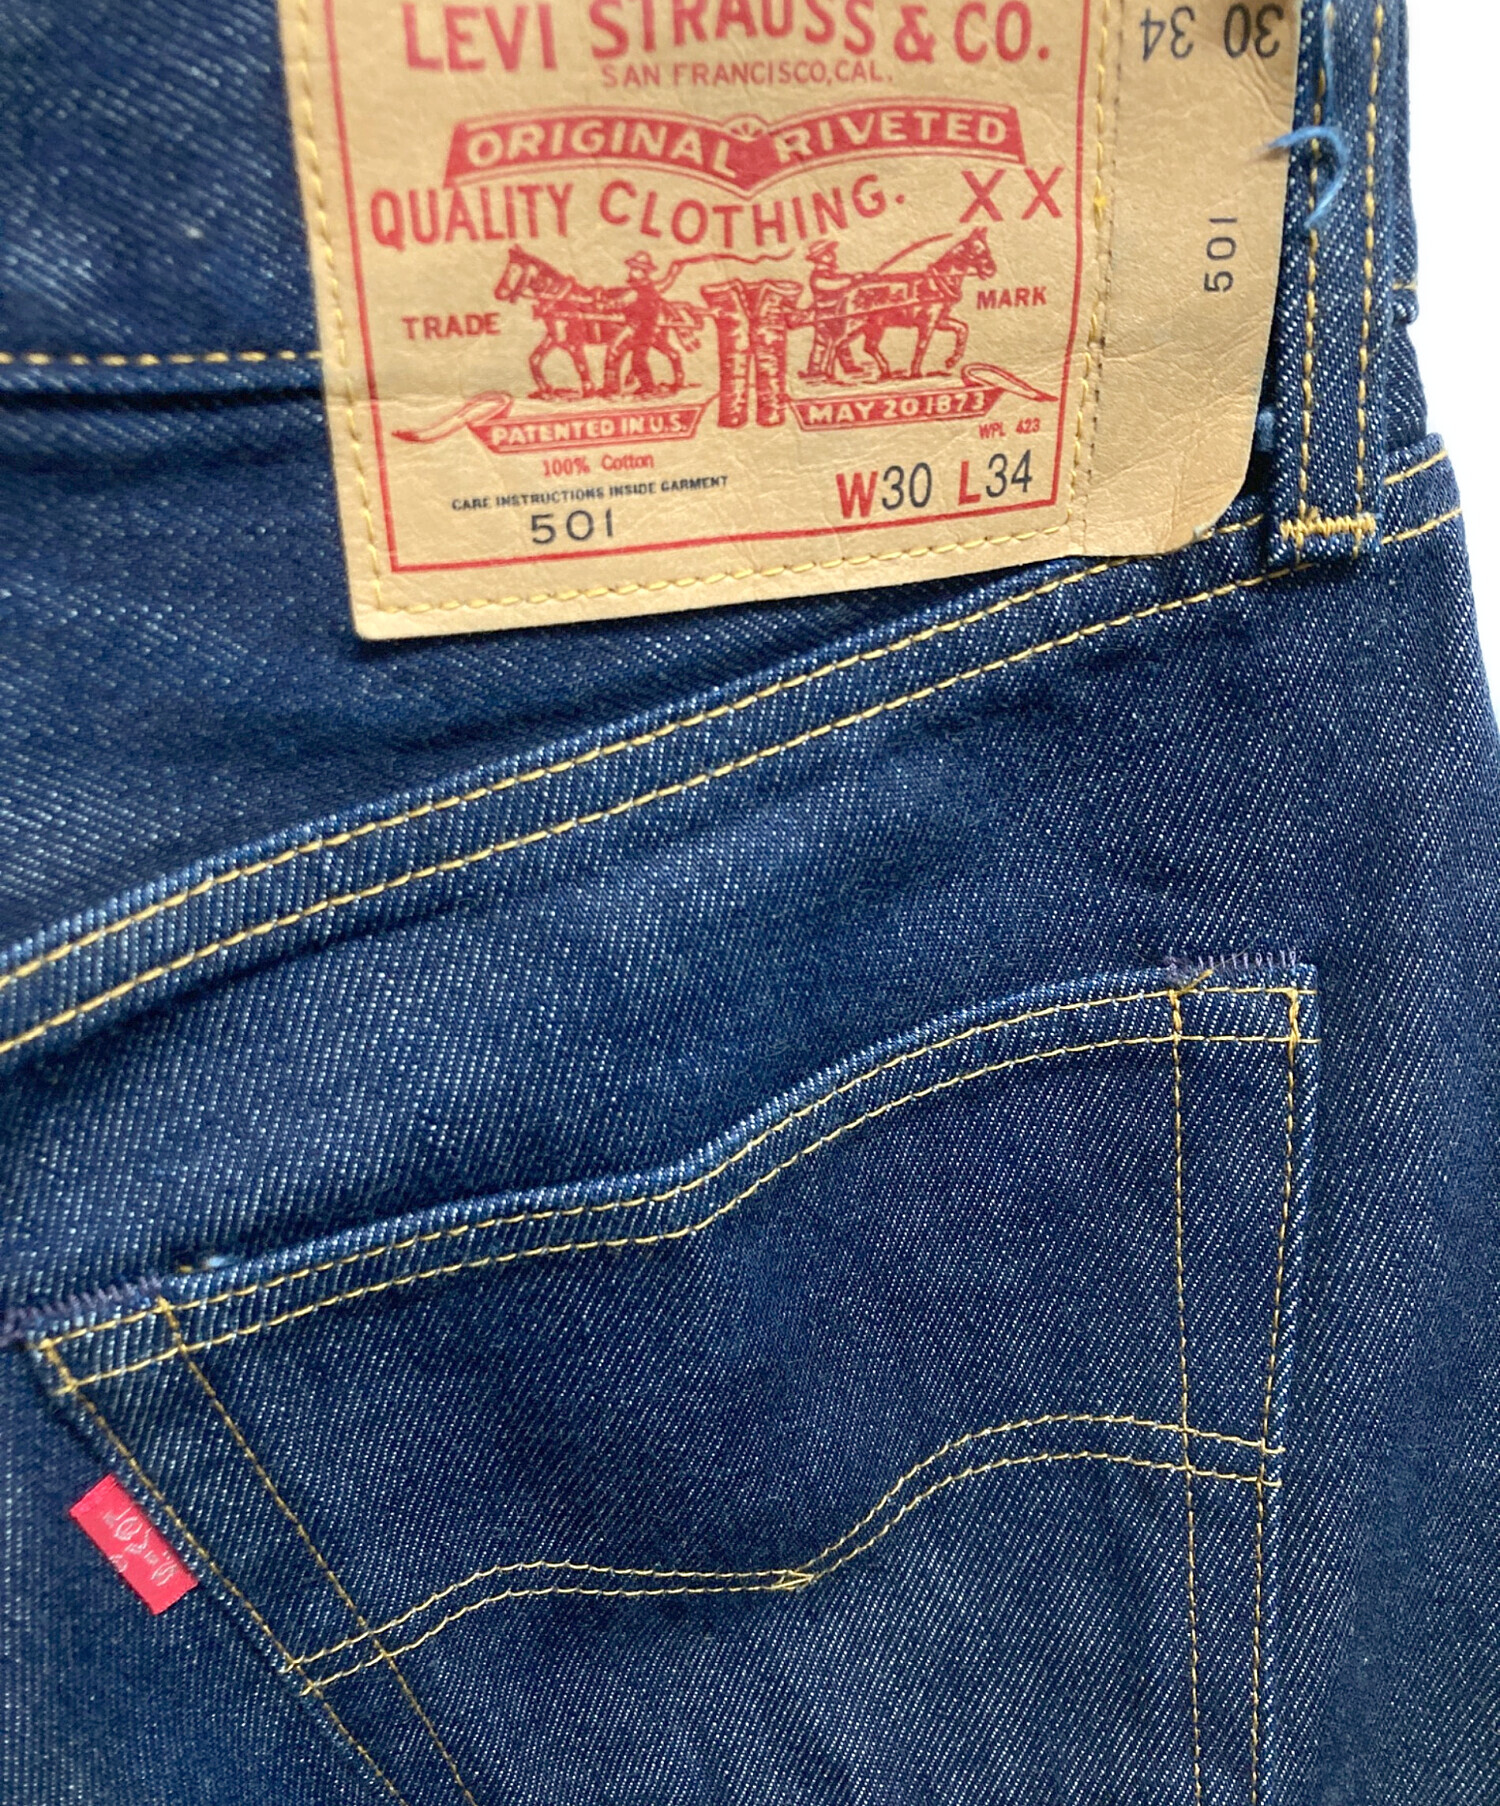 LEVI STRAUSS & CO.
SAN FRANCISCO, CAL.
ORIGINAL RIVETED
QUALITY CLOTHING. XX
TRADE MARK
PATENTED IN U.S. MAY 20 1873
WPL 423
100% Cotton
CARE INSTRUCTIONS INSIDE GARMENT
501
W30 L34
30 34
501
Levi's